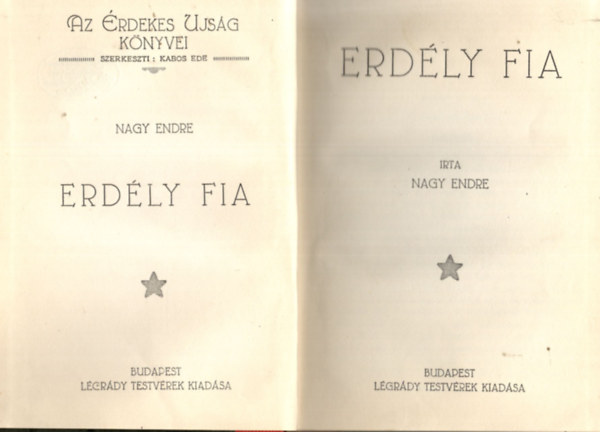 AZ ÉRDEKES UJSÁG
KÖNYVEI
SZERKESZTI: KABOS EDE
NAGY ENDRE
ERDÉLY FIA
BUDAPEST
LÉGRÁDY TESTVÉREK KIADÁSA
ERDÉLY FIA
IRTA
NAGY ENDRE
BUDAPEST
LÉGRÁDY TESTVÉREK KIADÁSA